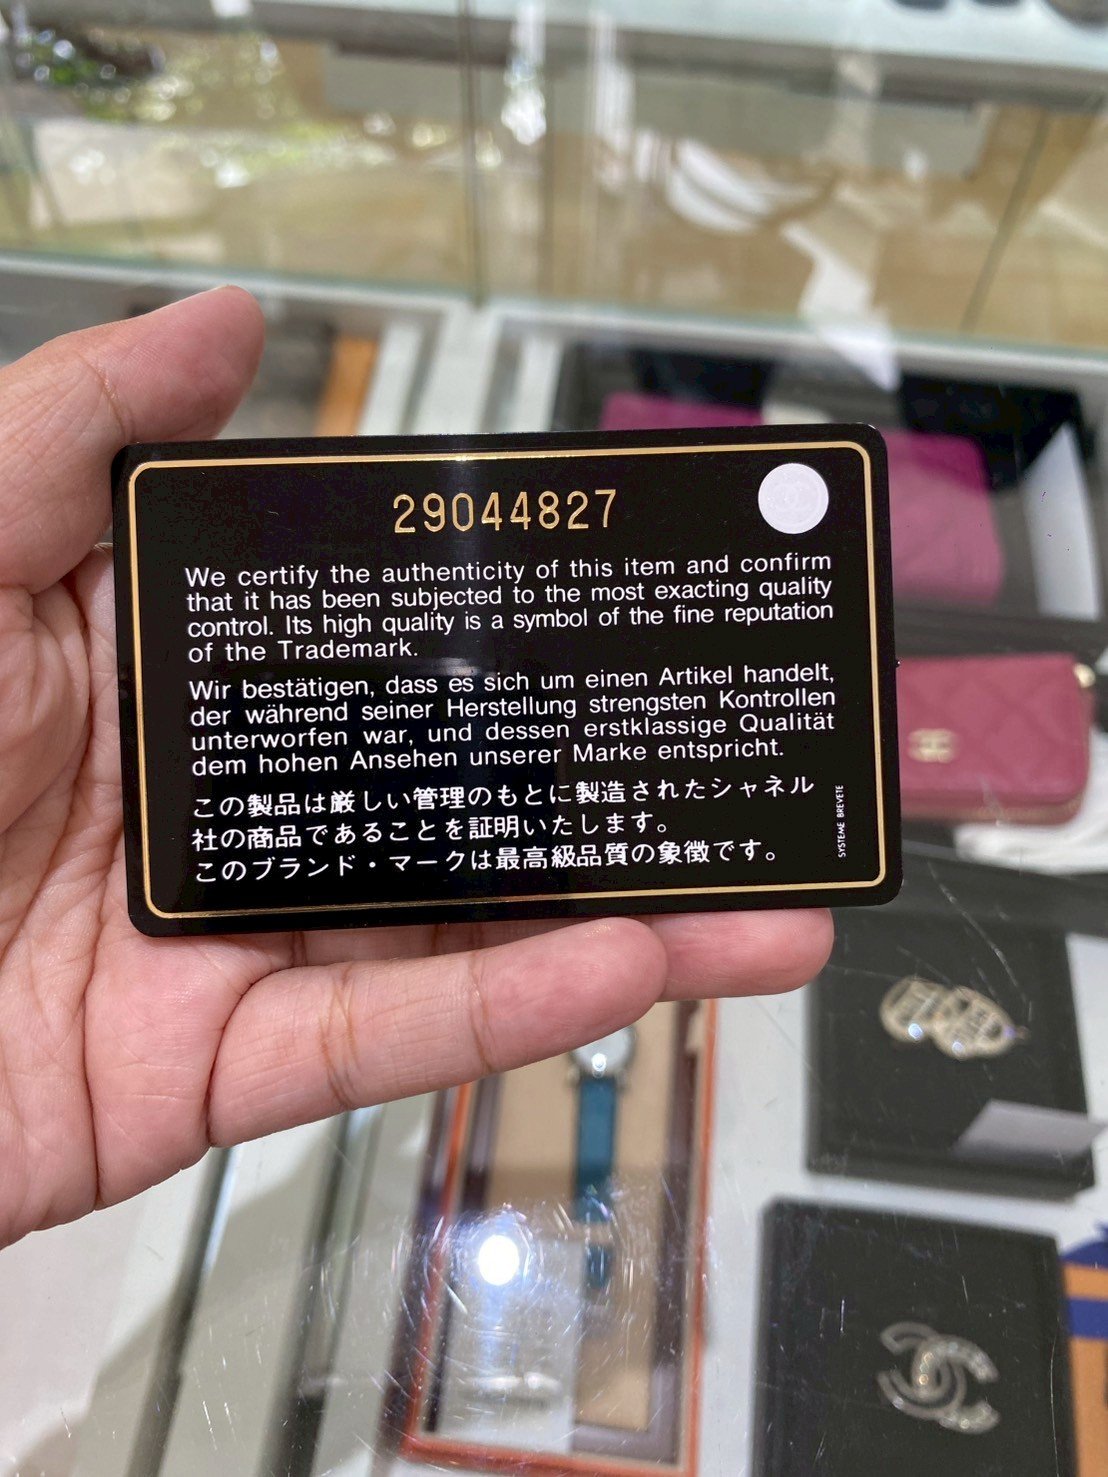 29044827
We certify the authenticity of this item and confirm
that it has been subjected to the most exacting quality
control. Its high quality is a symbol of the fine reputation
of the Trademark.
Wir bestätigen, dass es sich um einen Artikel handelt,
der während seiner Herstellung strengsten Kontrollen
unterworfen war, und dessen erstklassige Qualität
dem hohen Ansehen unserer Marke entspricht.
この製品は厳しい管理のもとに製造されたシャネル
社の商品であることを証明いたします。
このブランド・マークは最高級品質の象徴です。
SYSTEME BREVETE